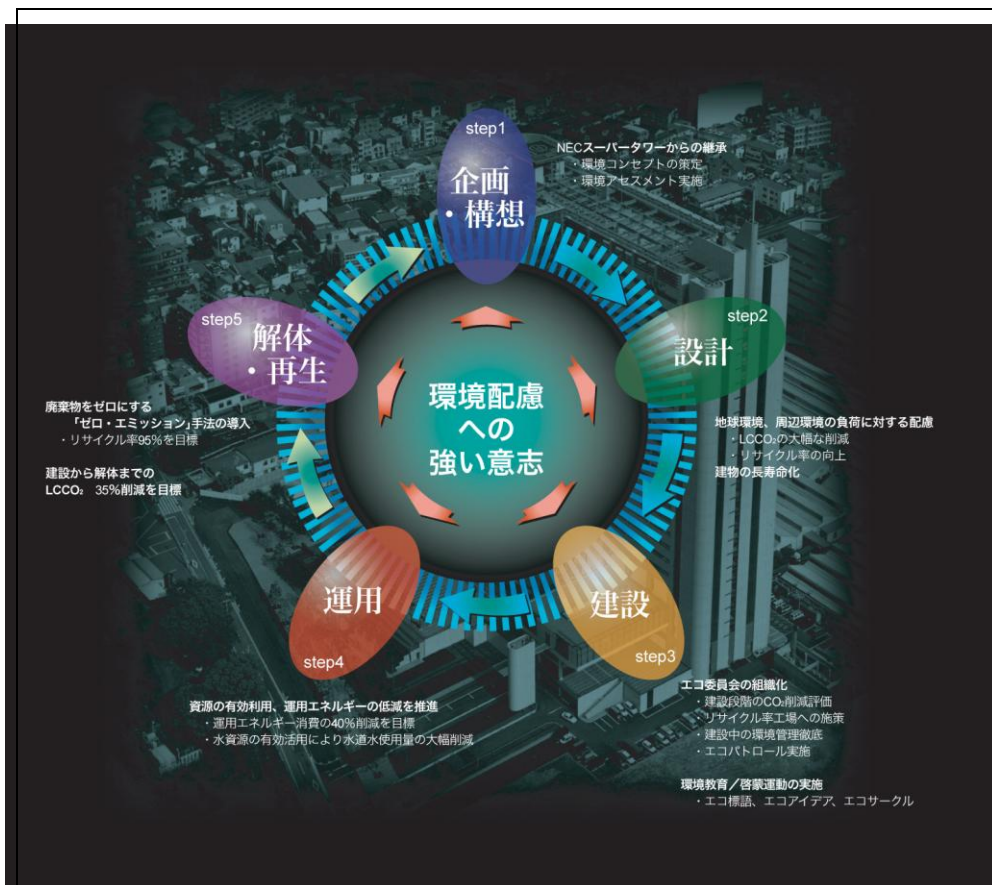 step1
企画
・構想
NECスーパータワーからの継承
・環境コンセプトの策定
・環境アセスメント実施
step2
設計
地球環境、周辺環境の負荷に対する配慮
・LCCO₂の大幅な削減
・リサイクル率の向上
建物の長寿命化
建設
step3
エコ委員会の組織化
・建設段階のCO₂削減評価
・リサイクル率工場への施策
・建設中の環境管理徹底
・エコパトロール実施
環境教育／啓蒙運動の実施
・エコ標語、エコアイデア、エコサークル
運用
step4
資源の有効利用、運用エネルギーの低減を推進
・運用エネルギー消費の40%削減を目標
・水資源の有効活用により水道水使用量の大幅削減
step5
解体
・再生
廃棄物をゼロにする
「ゼロ・エミッション」手法の導入
・リサイクル率95%を目標
建設から解体までの
LCCO₂ 35%削減を目標
環境配慮
への
強い意志